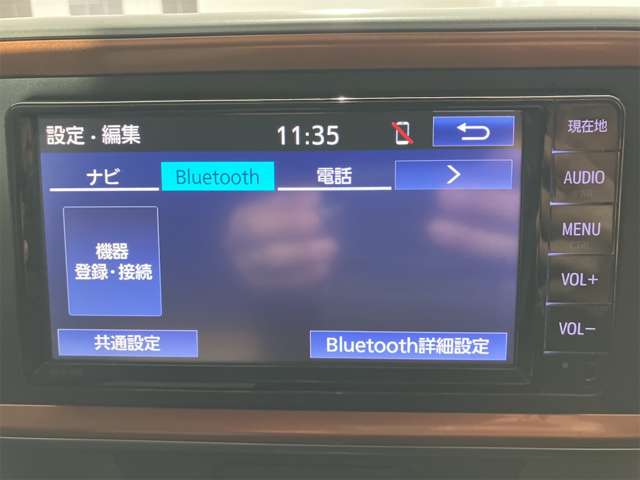 設定・編集 11:35
現在地
ナビ Bluetooth 電話 >
AUDIO
MENU
機器
登録・接続
VOL+
VOL−
共通設定 Bluetooth詳細設定